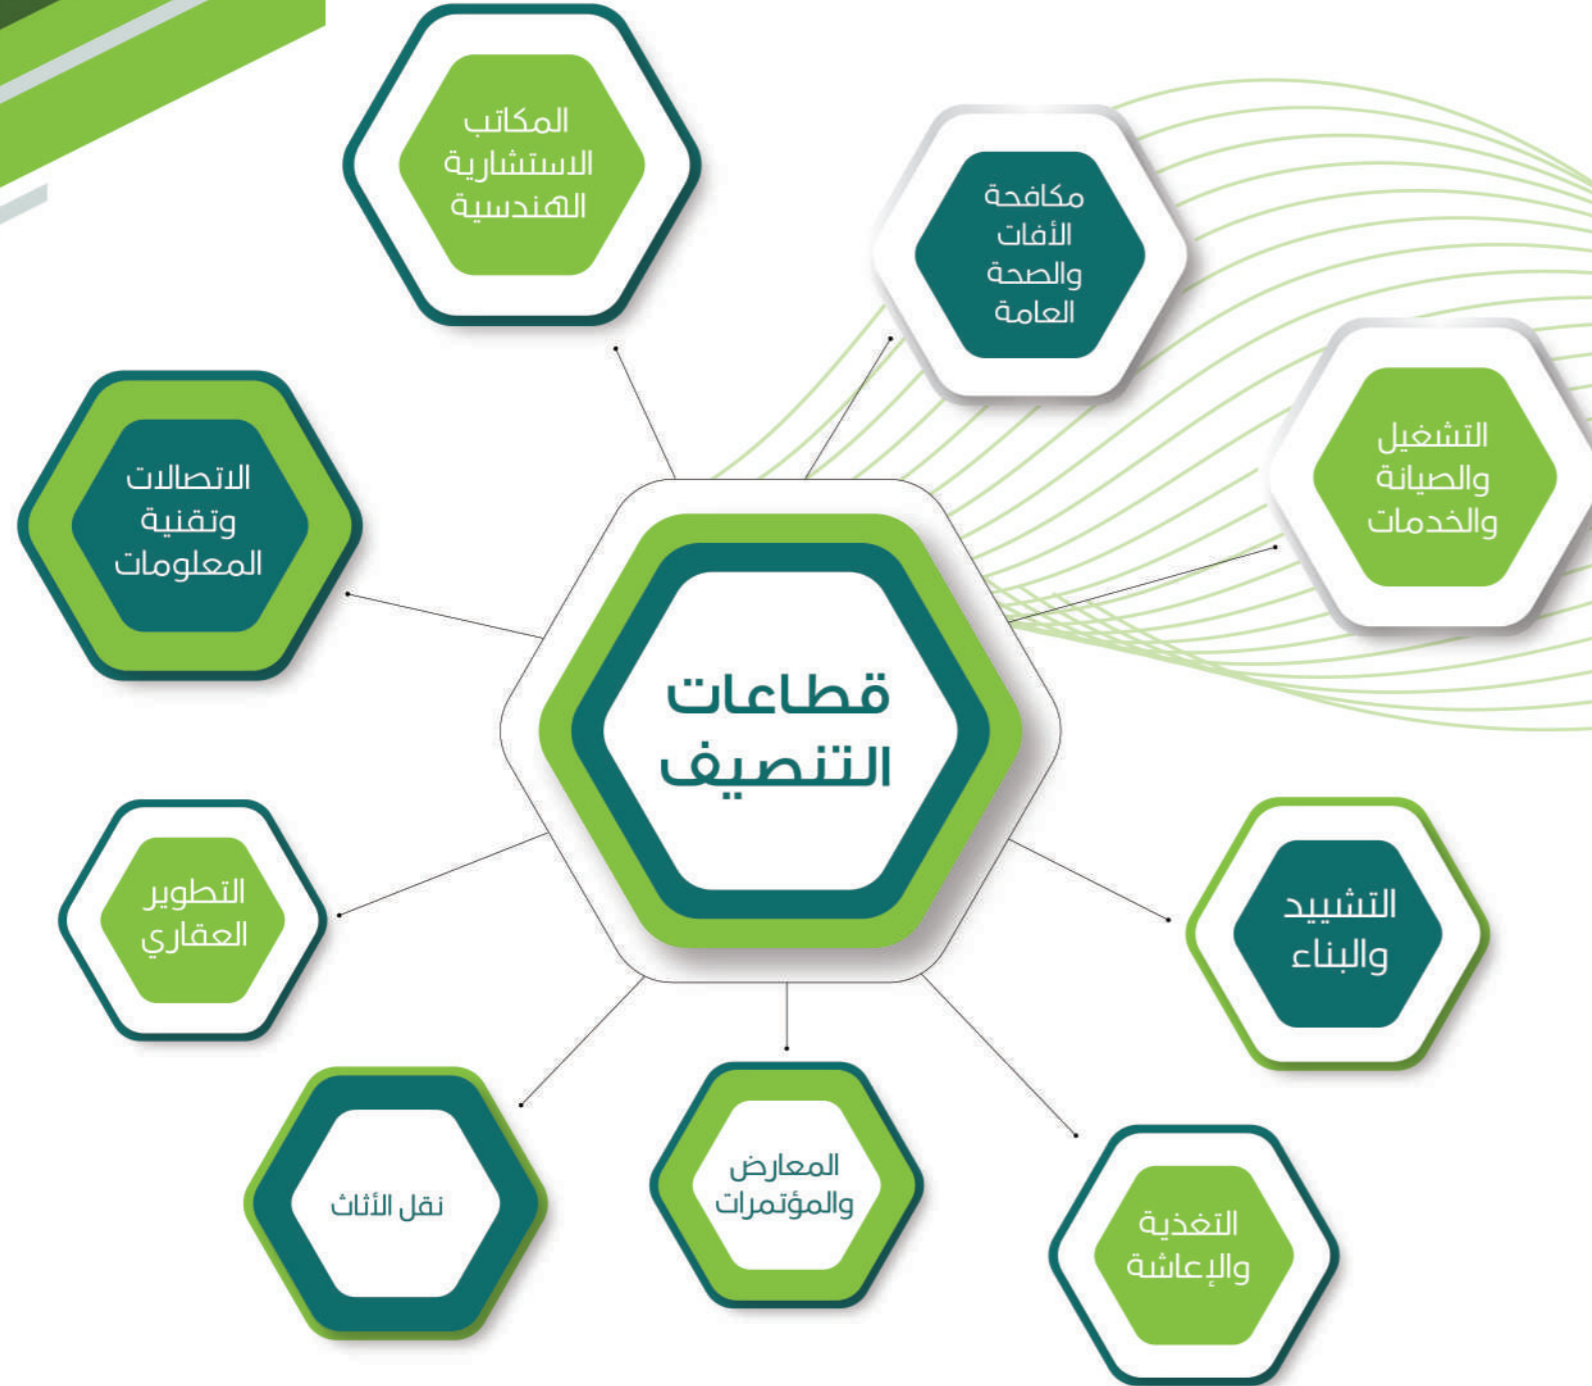 المكاتب
الاستشارية
الهندسية
مكافحة
الأفات
والصحة
العامة
التشغيل
والصيانة
والخدمات
الاتصالات
وتقنية
المعلومات
قطاعات
التنصيف
التطوير
العقاري
التشييد
والبناء
نقل الأثاث
المعارض
والمؤتمرات
التغذية
والإعاشة